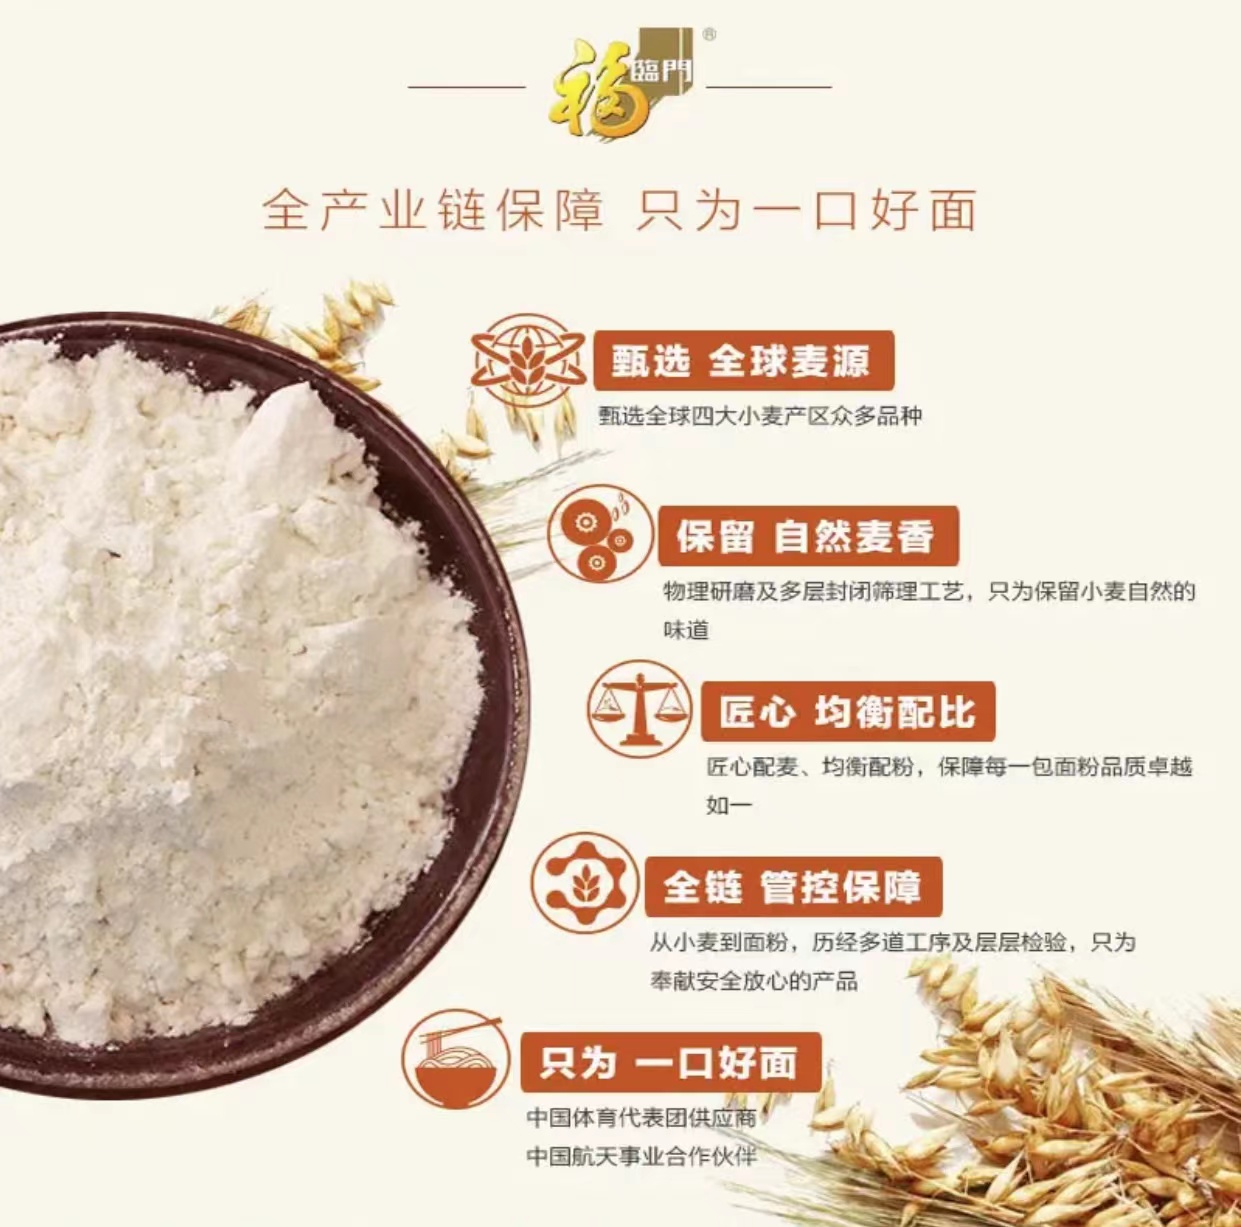 福臨門®
全产业链保障 只为一口好面
甄选 全球麦源
甄选全球四大小麦产区众多品种
保留 自然麦香
物理研磨及多层封闭筛理工艺，只为保留小麦自然的
味道
匠心 均衡配比
匠心配麦、均衡配粉，保障每一包面粉品质卓越
如一
全链 管控保障
从小麦到面粉，历经多道工序及层层检验，只为
奉献安全放心的产品
只为 一口好面
中国体育代表团供应商
中国航天事业合作伙伴